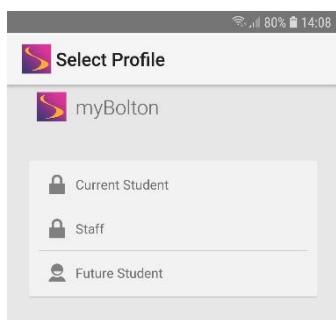 80% 14:08
Select Profile
myBolton
Current Student
Staff
Future Student